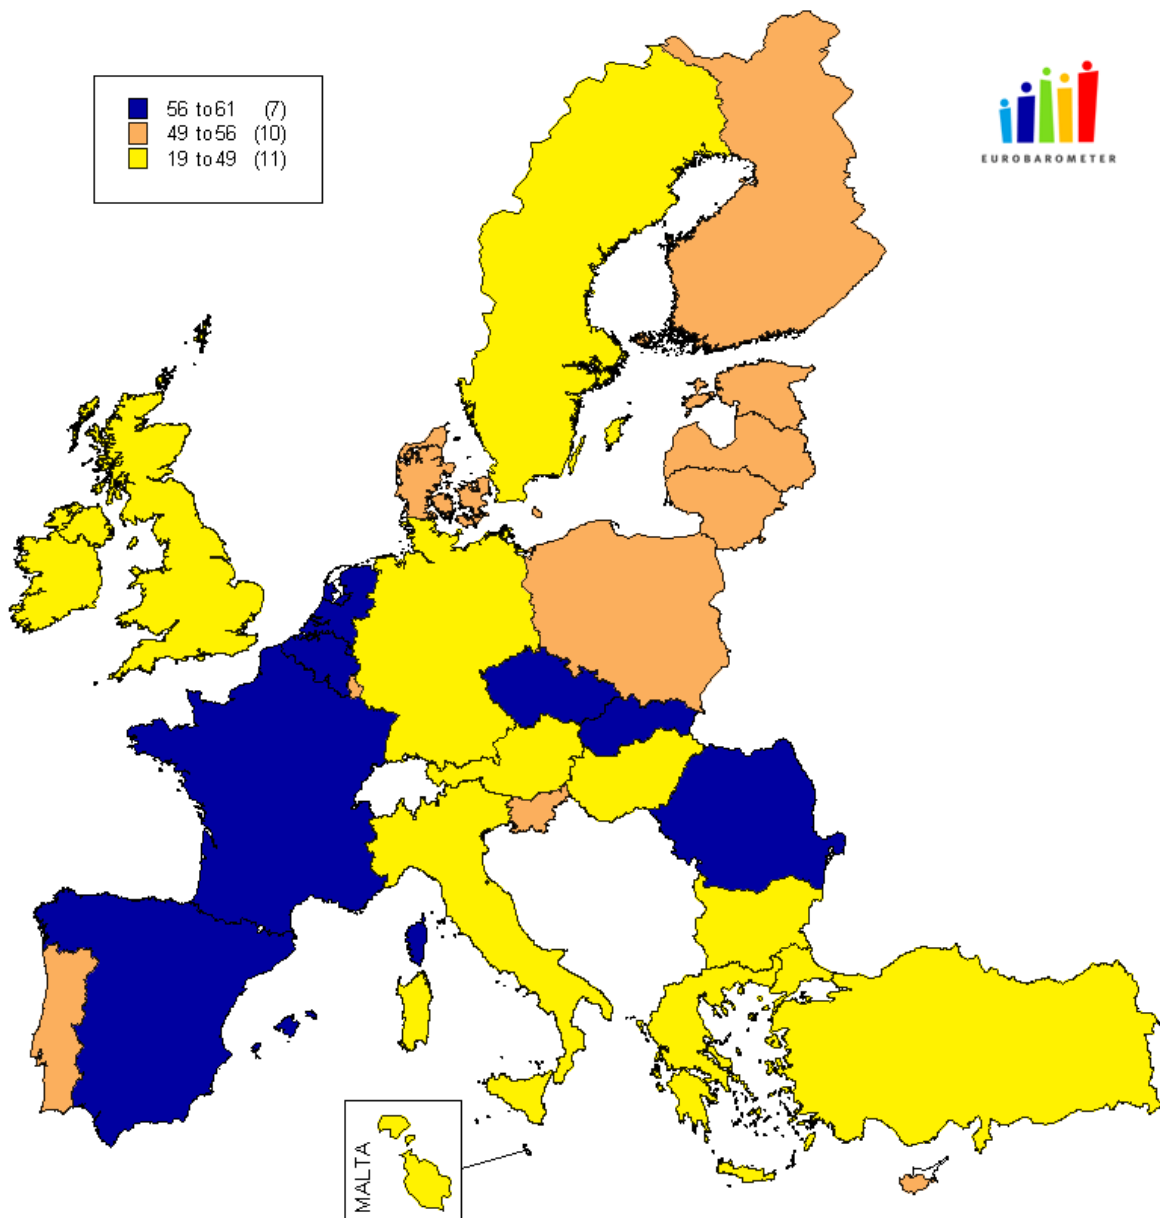 56 to 61 (7)
49 to 56 (10)
19 to 49 (11)
EUROBAROMETER
MALTA